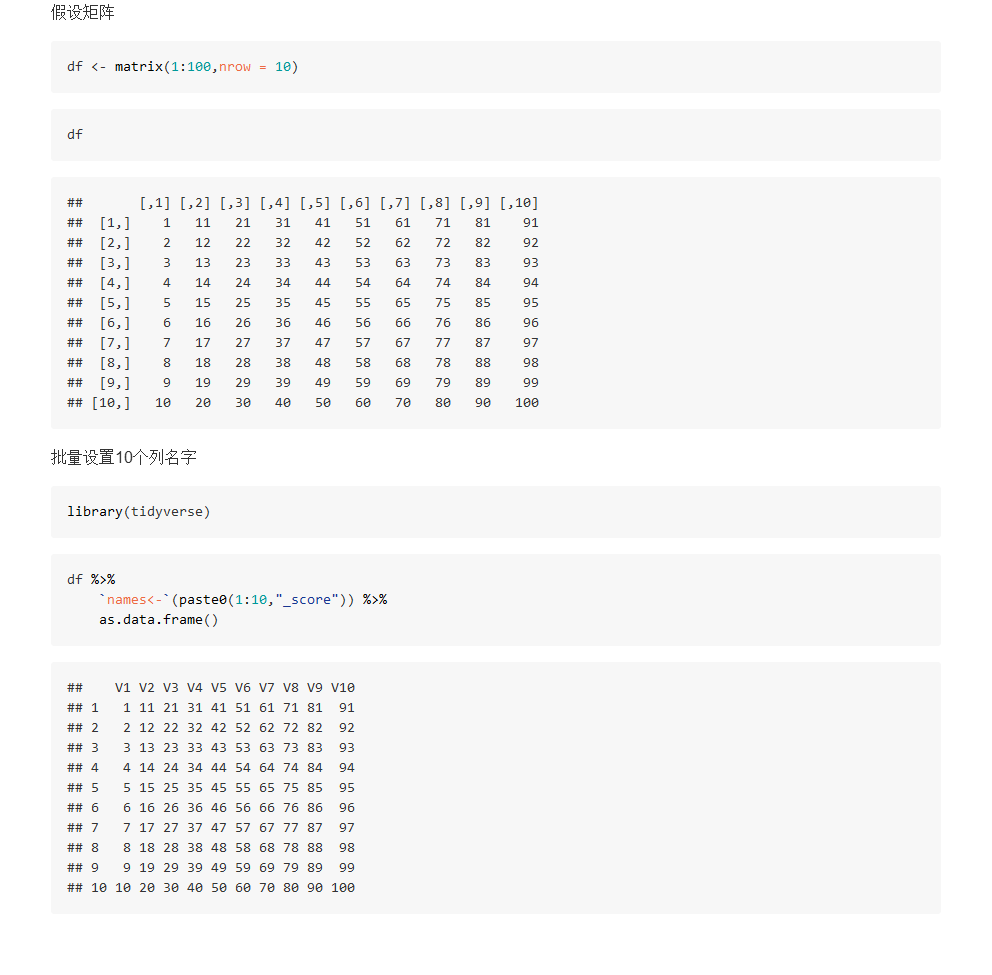 假设矩阵
df <- matrix(1:100,nrow = 10)
df
##       [,1] [,2] [,3] [,4] [,5] [,6] [,7] [,8] [,9] [,10]
##  [1,]    1   11   21   31   41   51   61   71   81    91
##  [2,]    2   12   22   32   42   52   62   72   82    92
##  [3,]    3   13   23   33   43   53   63   73   83    93
##  [4,]    4   14   24   34   44   54   64   74   84    94
##  [5,]    5   15   25   35   45   55   65   75   85    95
##  [6,]    6   16   26   36   46   56   66   76   86    96
##  [7,]    7   17   27   37   47   57   67   77   87    97
##  [8,]    8   18   28   38   48   58   68   78   88    98
##  [9,]    9   19   29   39   49   59   69   79   89    99
## [10,]   10   20   30   40   50   60   70   80   90   100
批量设置10个列名字
library(tidyverse)
df %>%
    `names<-`(paste0(1:10,"_score")) %>%
    as.data.frame()
##    V1 V2 V3 V4 V5 V6 V7 V8 V9 V10
## 1   1 11 21 31 41 51 61 71 81  91
## 2   2 12 22 32 42 52 62 72 82  92
## 3   3 13 23 33 43 53 63 73 83  93
## 4   4 14 24 34 44 54 64 74 84  94
## 5   5 15 25 35 45 55 65 75 85  95
## 6   6 16 26 36 46 56 66 76 86  96
## 7   7 17 27 37 47 57 67 77 87  97
## 8   8 18 28 38 48 58 68 78 88  98
## 9   9 19 29 39 49 59 69 79 89  99
## 10 10 20 30 40 50 60 70 80 90 100